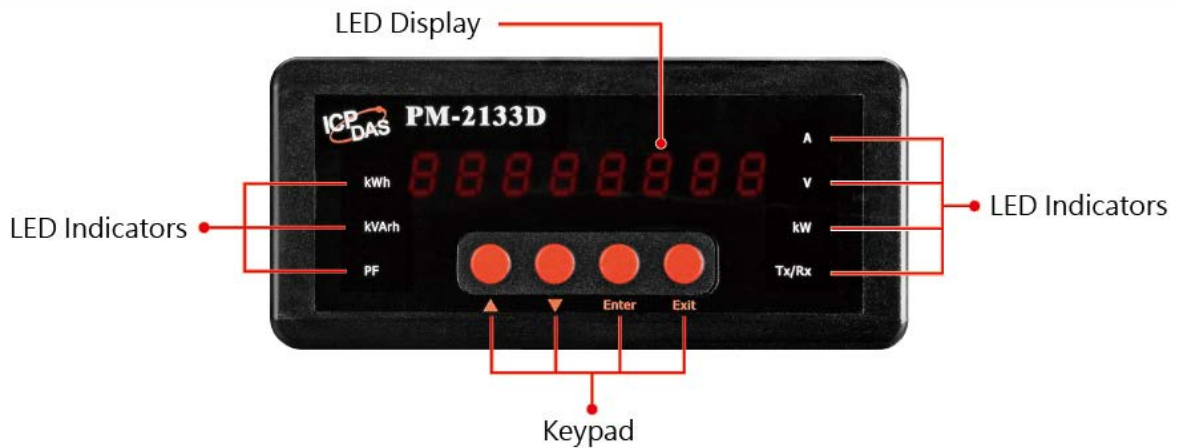 LED Display
ICP
DAS
PM-2133D
88888888
A
kWh
V
LED Indicators
kVArh
kW
LED Indicators
PF
Tx/Rx
▲ ▼ Enter Exit
Keypad